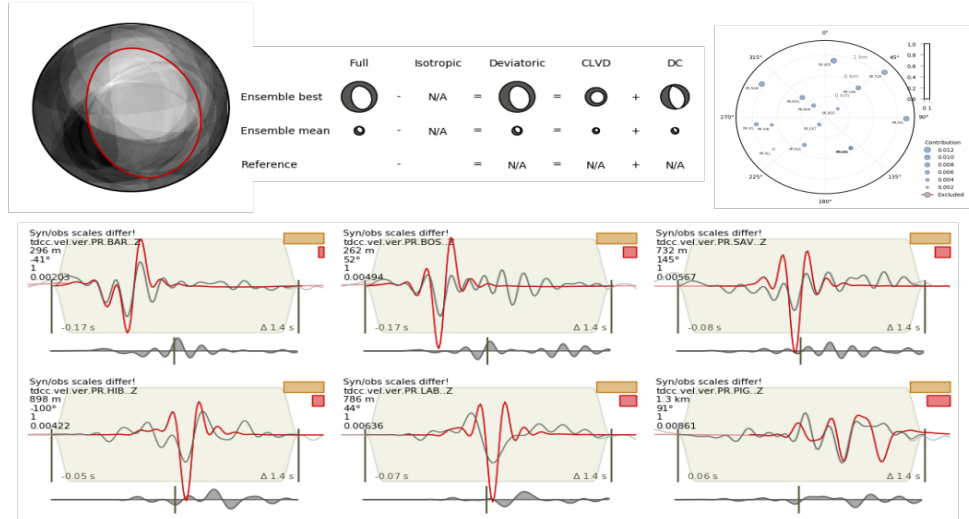 Full Isotropic Deviatoric CLVD DC
Ensemble best - N/A = = +
Ensemble mean - N/A = = +
Reference - = N/A = N/A + N/A
0°
45°
90°
135°
180°
225°
270°
315°
1 km
1.0
0.8
0.6
0.4
0.2
0.0
0 1
Contribution
0.012
0.010
0.008
0.006
0.004
0.002
Excluded
Syn/obs scales differ!
tdcc.vel.ver.PR.BAR..Z
296 m
-41°
1
0.00203
-0.17 s Δ 1.4 s
Syn/obs scales differ!
tdcc.vel.ver.PR.BOS..Z
262 m
52°
1
0.00494
-0.17 s Δ 1.4 s
Syn/obs scales differ!
tdcc.vel.ver.PR.SAV..Z
732 m
145°
1
0.00567
-0.08 s Δ 1.4 s
Syn/obs scales differ!
tdcc.vel.ver.PR.HIB..Z
898 m
-100°
1
0.00422
-0.05 s Δ 1.4 s
Syn/obs scales differ!
tdcc.vel.ver.PR.LAB..Z
786 m
44°
1
0.00636
-0.07 s Δ 1.4 s
Syn/obs scales differ!
tdcc.vel.ver.PR.PIG..Z
1.3 km
91°
1
0.00861
0.06 s Δ 1.4 s